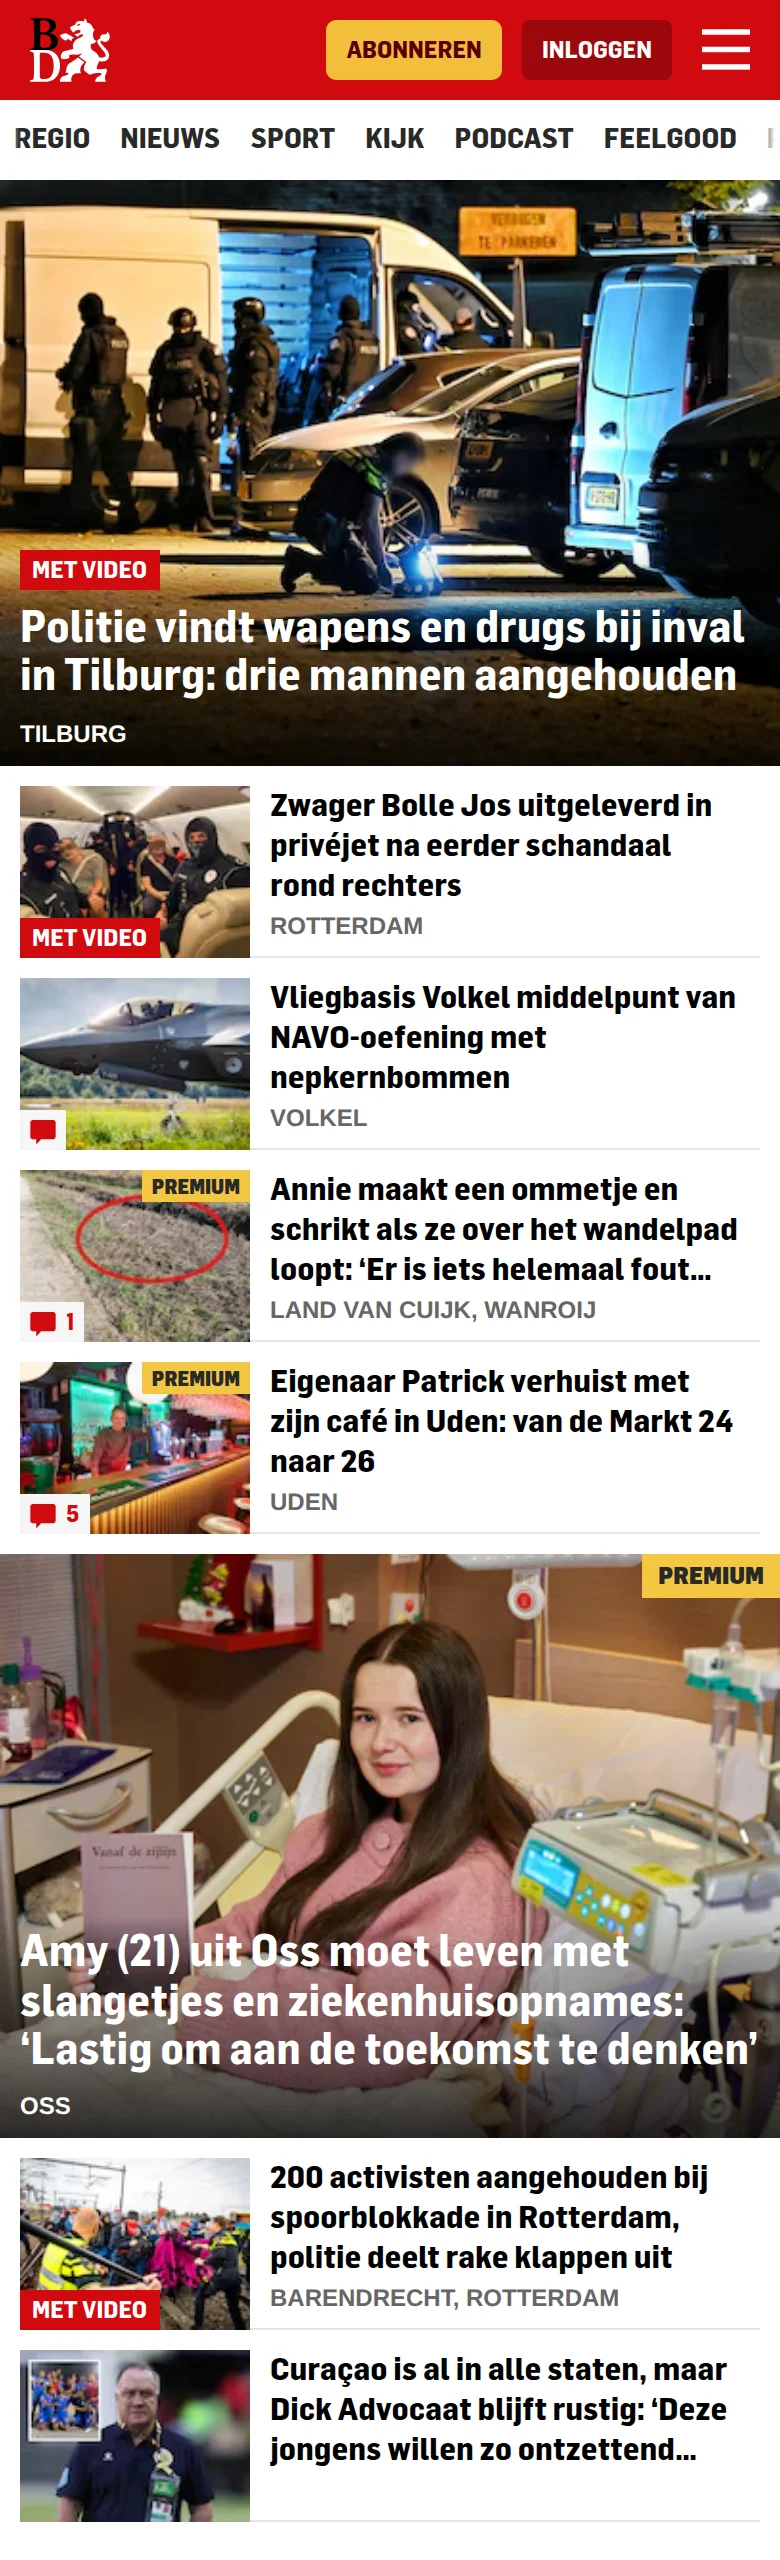 BD
ABONNEREN
INLOGGEN
REGIO NIEUWS SPORT KIJK PODCAST FEELGOOD
VERBODEN
TE PARKEREN
POLITIE
MET VIDEO
Politie vindt wapens en drugs bij inval
in Tilburg: drie mannen aangehouden
TILBURG
Zwager Bolle Jos uitgeleverd in
privéjet na eerder schandaal
rond rechters
ROTTERDAM
MET VIDEO
Vliegbasis Volkel middelpunt van
NAVO-oefening met
nepkernbommen
VOLKEL
PREMIUM
Annie maakt een ommetje en
schrikt als ze over het wandelpad
loopt: ‘Er is iets helemaal fout...
LAND VAN CUIJK, WANROIJ
1
PREMIUM
Eigenaar Patrick verhuist met
zijn café in Uden: van de Markt 24
naar 26
UDEN
5
PREMIUM
Vanaf de zijlijn
Amy (21) uit Oss moet leven met
slangetjes en ziekenhuisopnames:
‘Lastig om aan de toekomst te denken’
OSS
200 activisten aangehouden bij
spoorblokkade in Rotterdam,
politie deelt rake klappen uit
BARENDRECHT, ROTTERDAM
MET VIDEO
Curaçao is al in alle staten, maar
Dick Advocaat blijft rustig: ‘Deze
jongens willen zo ontzettend...